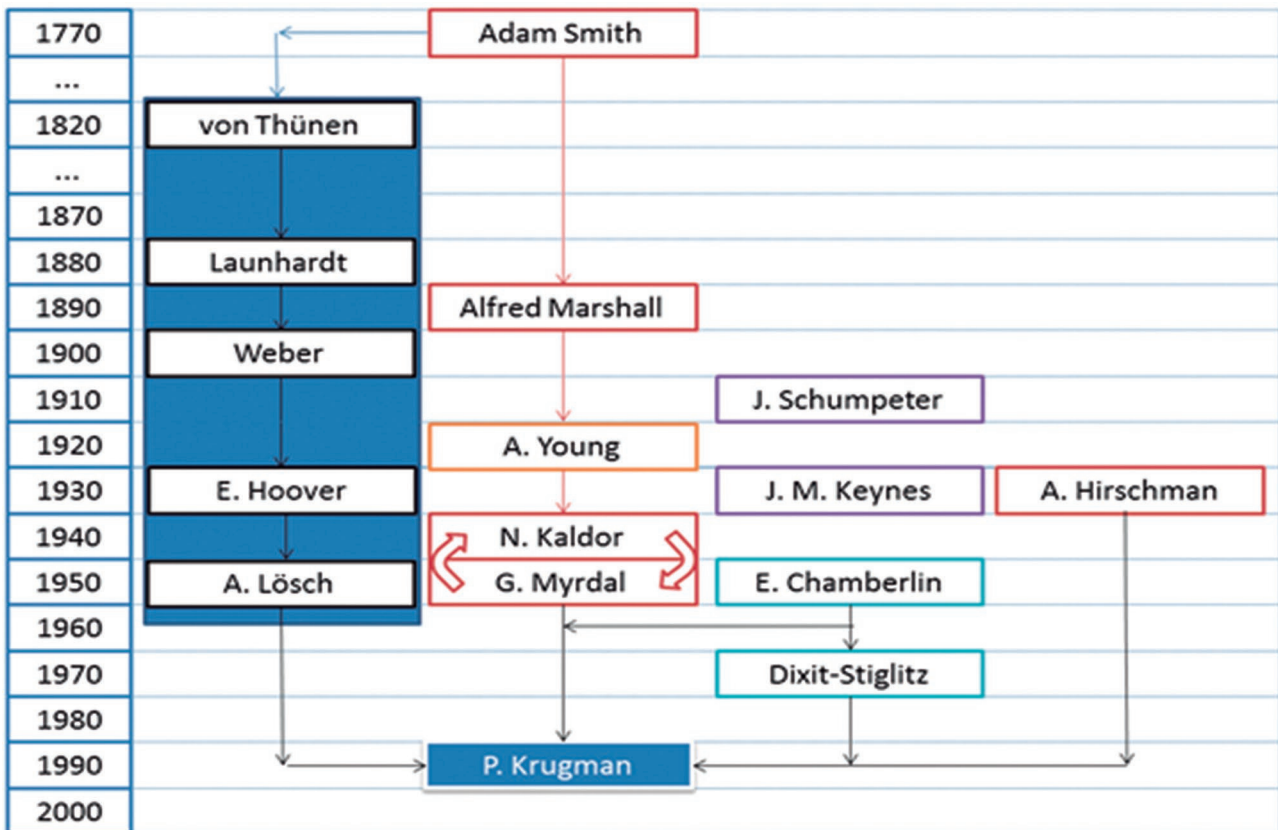 1770
Adam Smith
...
1820
von Thünen
...
1870
1880
Launhardt
1890
Alfred Marshall
1900
Weber
1910
J. Schumpeter
1920
A. Young
1930
E. Hoover
J. M. Keynes
A. Hirschman
1940
N. Kaldor
1950
A. Lösch
G. Myrdal
E. Chamberlin
1960
1970
Dixit-Stiglitz
1980
1990
P. Krugman
2000